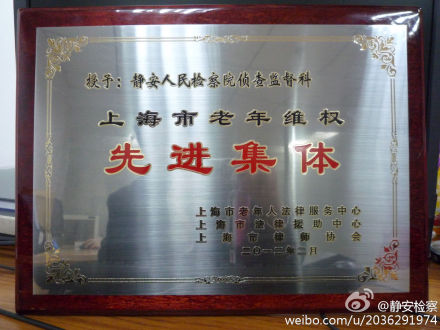 授予：静安人民检察院侦查监督科
上海市老年维权
先进集体
上海市老年人法律服务中心
上海市法律援助中心
上海市律师协会
二〇一二年二月
@静安检察
weibo.com/u/2036291974